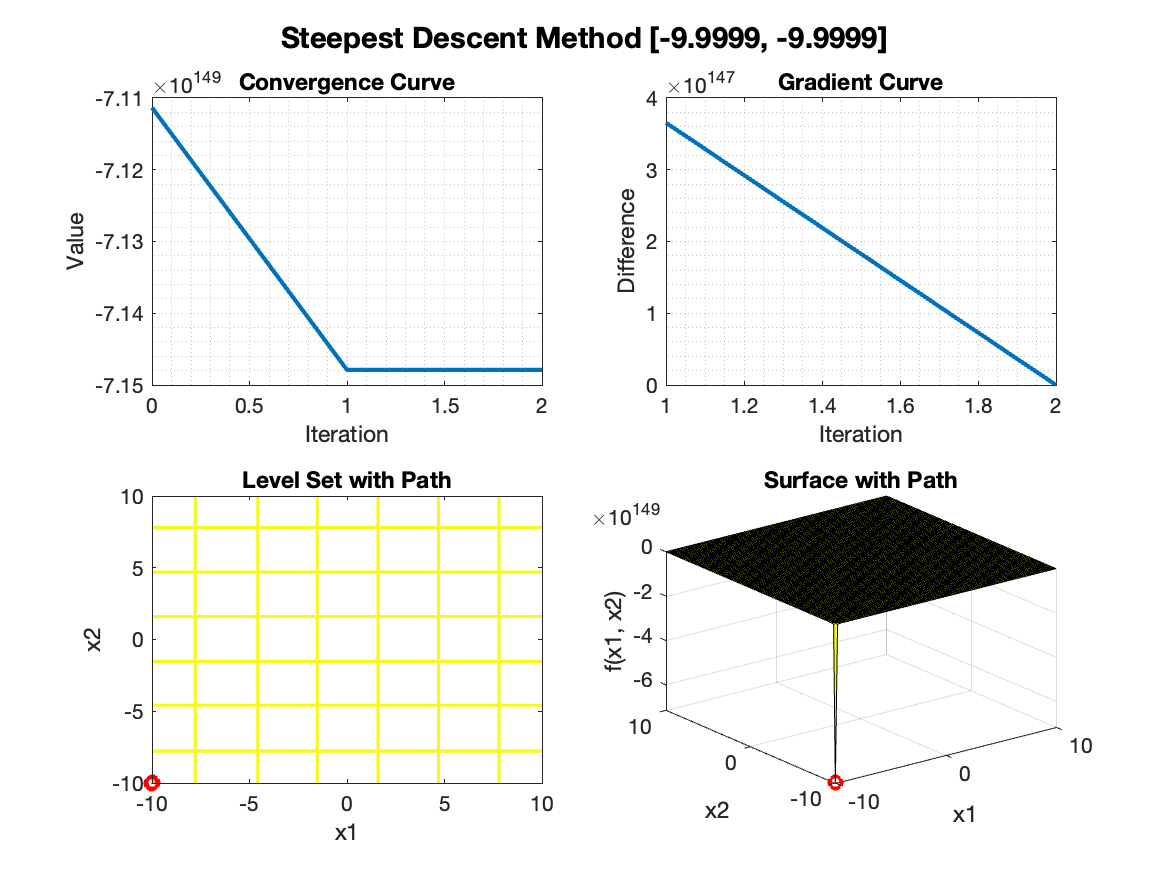 Steepest Descent Method [-9.9999, -9.9999]
×10^149 Convergence Curve
-7.11
-7.12
-7.13
-7.14
-7.15
Value
0 0.5 1 1.5 2
Iteration
×10^147 Gradient Curve
4
3
2
1
0
Difference
1 1.2 1.4 1.6 1.8 2
Iteration
Level Set with Path
10
5
0
-5
-10
x2
-10 -5 0 5 10
x1
Surface with Path
×10^149
0
-2
-4
-6
f(x1, x2)
10
0
-10
x2
-10
0
10
x1